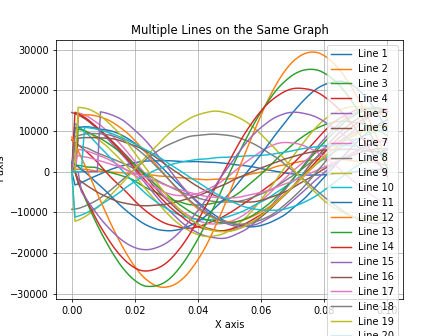 Multiple Lines on the Same Graph
30000
20000
10000
0
-10000
-20000
-30000
0.00
0.02
0.04
0.06
X axis
Line 1
Line 2
Line 3
Line 4
Line 5
Line 6
Line 7
Line 8
Line 9
Line 10
Line 11
Line 12
Line 13
Line 14
Line 15
Line 16
Line 17
Line 18
Line 19
Line 20